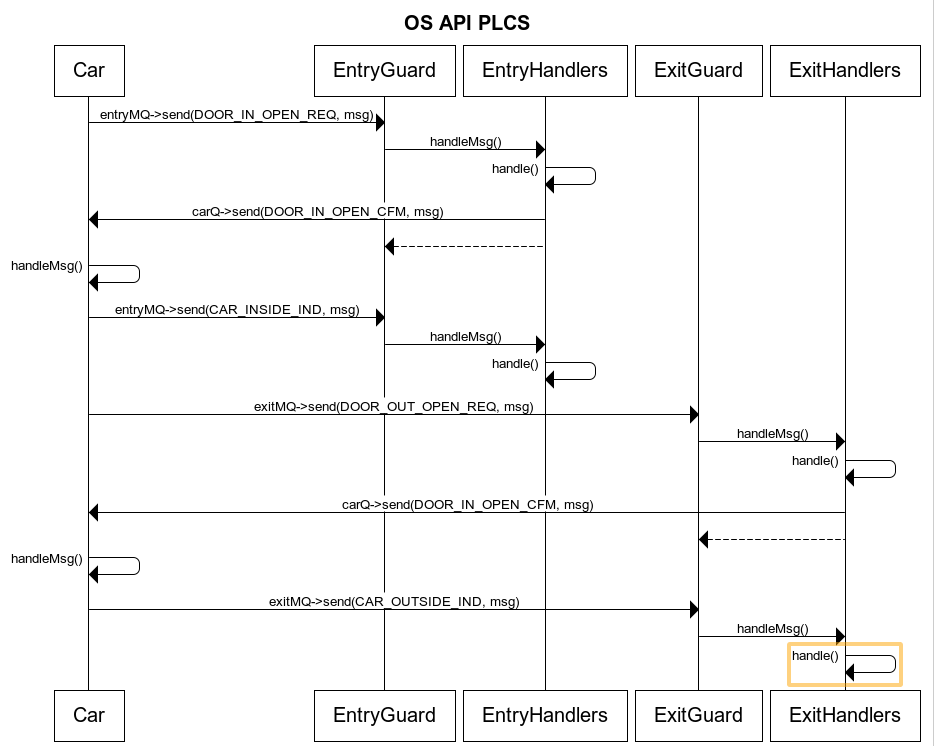 OS API PLCS
Car
EntryGuard
EntryHandlers
ExitGuard
ExitHandlers
entryMQ->send(DOOR_IN_OPEN_REQ, msg)
handleMsg()
handle()
carQ->send(DOOR_IN_OPEN_CFM, msg)
handleMsg()
entryMQ->send(CAR_INSIDE_IND, msg)
handleMsg()
handle()
exitMQ->send(DOOR_OUT_OPEN_REQ, msg)
handleMsg()
handle()
carQ->send(DOOR_IN_OPEN_CFM, msg)
handleMsg()
exitMQ->send(CAR_OUTSIDE_IND, msg)
handleMsg()
handle()
Car
EntryGuard
EntryHandlers
ExitGuard
ExitHandlers